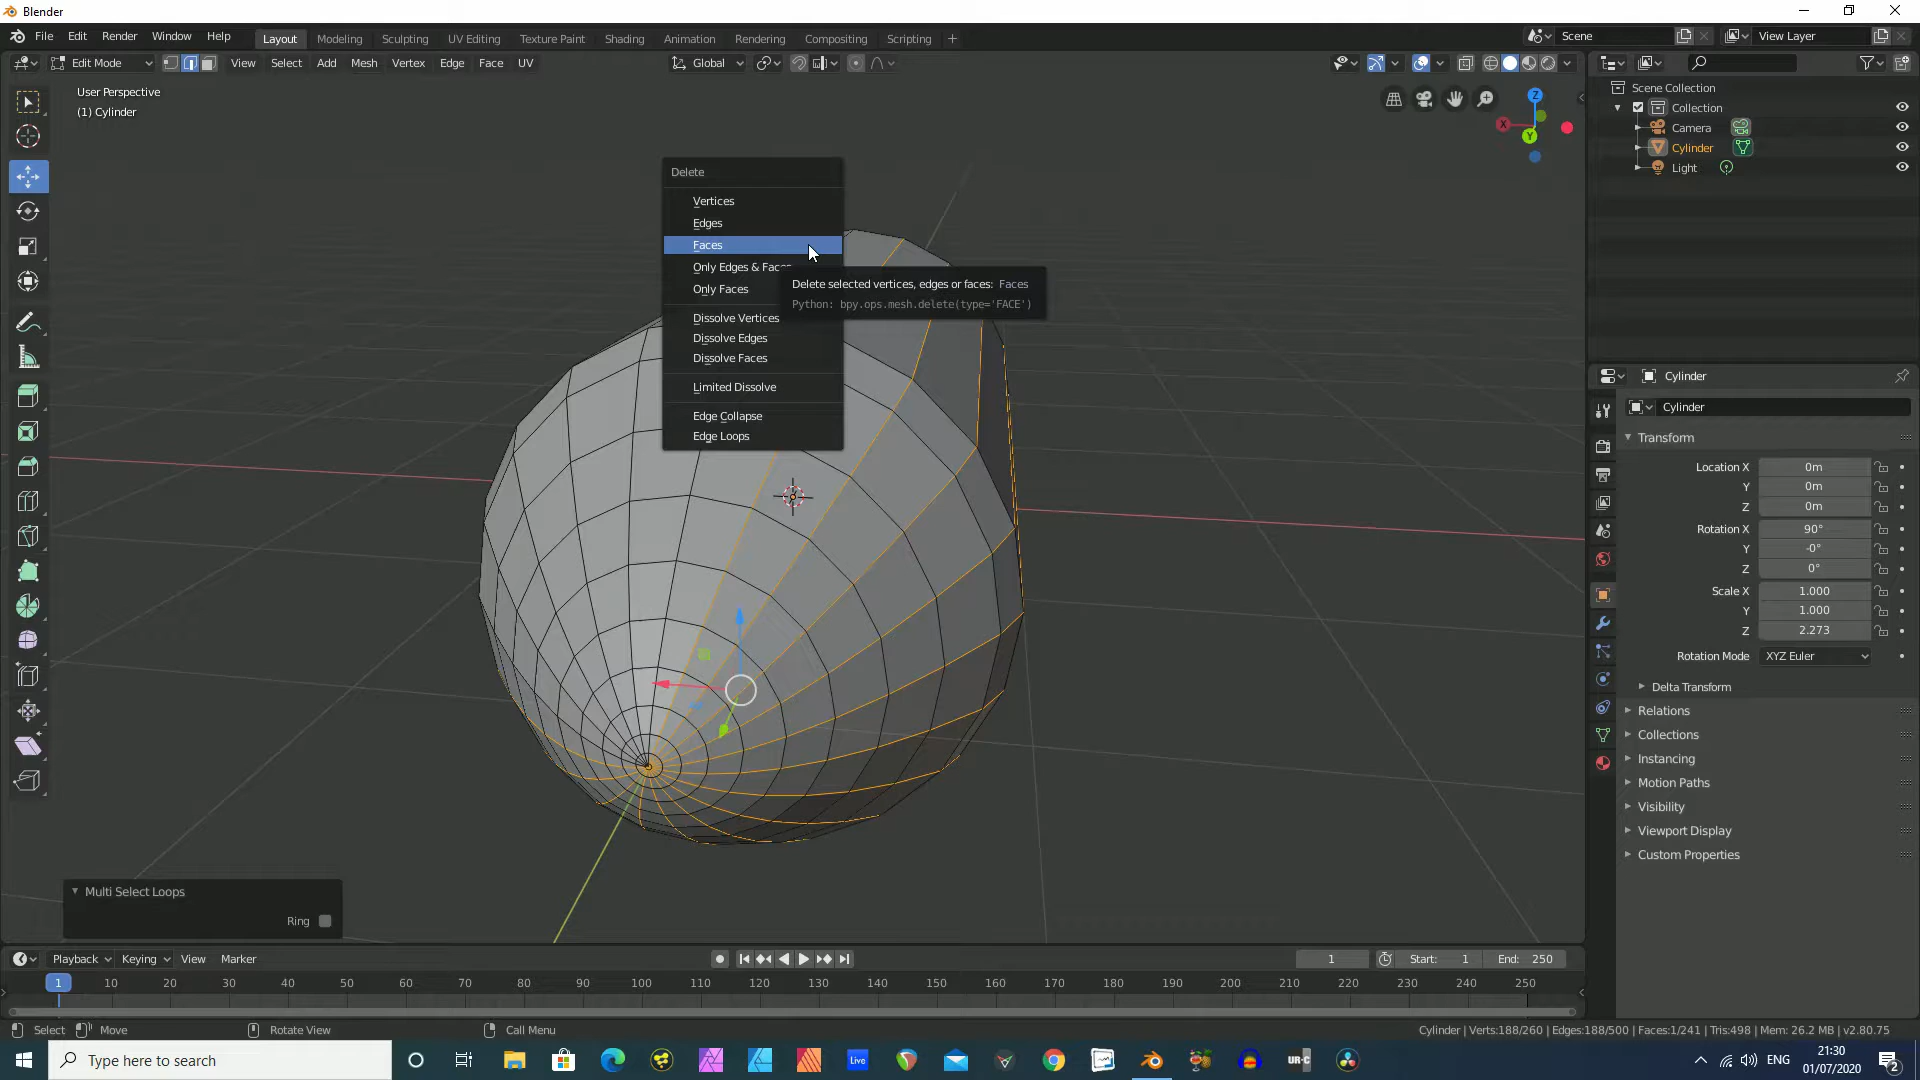 Blender
File Edit Render Window Help
Layout Modeling Sculpting UV Editing Texture Paint Shading Animation Rendering Compositing Scripting +
Scene
View Layer
Edit Mode
View Select Add Mesh Vertex Edge Face UV
Global
User Perspective
(1) Cylinder
Z
X
Y
Scene Collection
Collection
Camera
Cylinder
Light
Delete
Vertices
Edges
Faces
Only Edges & Faces
Only Faces
Dissolve Vertices
Dissolve Edges
Dissolve Faces
Limited Dissolve
Edge Collapse
Edge Loops
Delete selected vertices, edges or faces: Faces
Python: bpy.ops.mesh.delete(type='FACE')
Cylinder
Cylinder
Transform
Location X 0m
Y 0m
Z 0m
Rotation X 90°
Y -0°
Z 0°
Scale X 1.000
Y 1.000
Z 2.273
Rotation Mode XYZ Euler
Delta Transform
Relations
Collections
Instancing
Motion Paths
Visibility
Viewport Display
Custom Properties
Multi Select Loops
Ring
Playback Keying View Marker
1
Start: 1
End: 250
1 10 20 30 40 50 60 70 80 90 100 110 120 130 140 150 160 170 180 190 200 210 220 230 240 250
Select Move Rotate View Call Menu
Cylinder | Verts:188/260 | Edges:188/500 | Faces:1/241 | Tris:498 | Mem: 26.2 MB | v2.80.75
Type here to search
Live
UR-C
ENG
21:30
01/07/2020
2